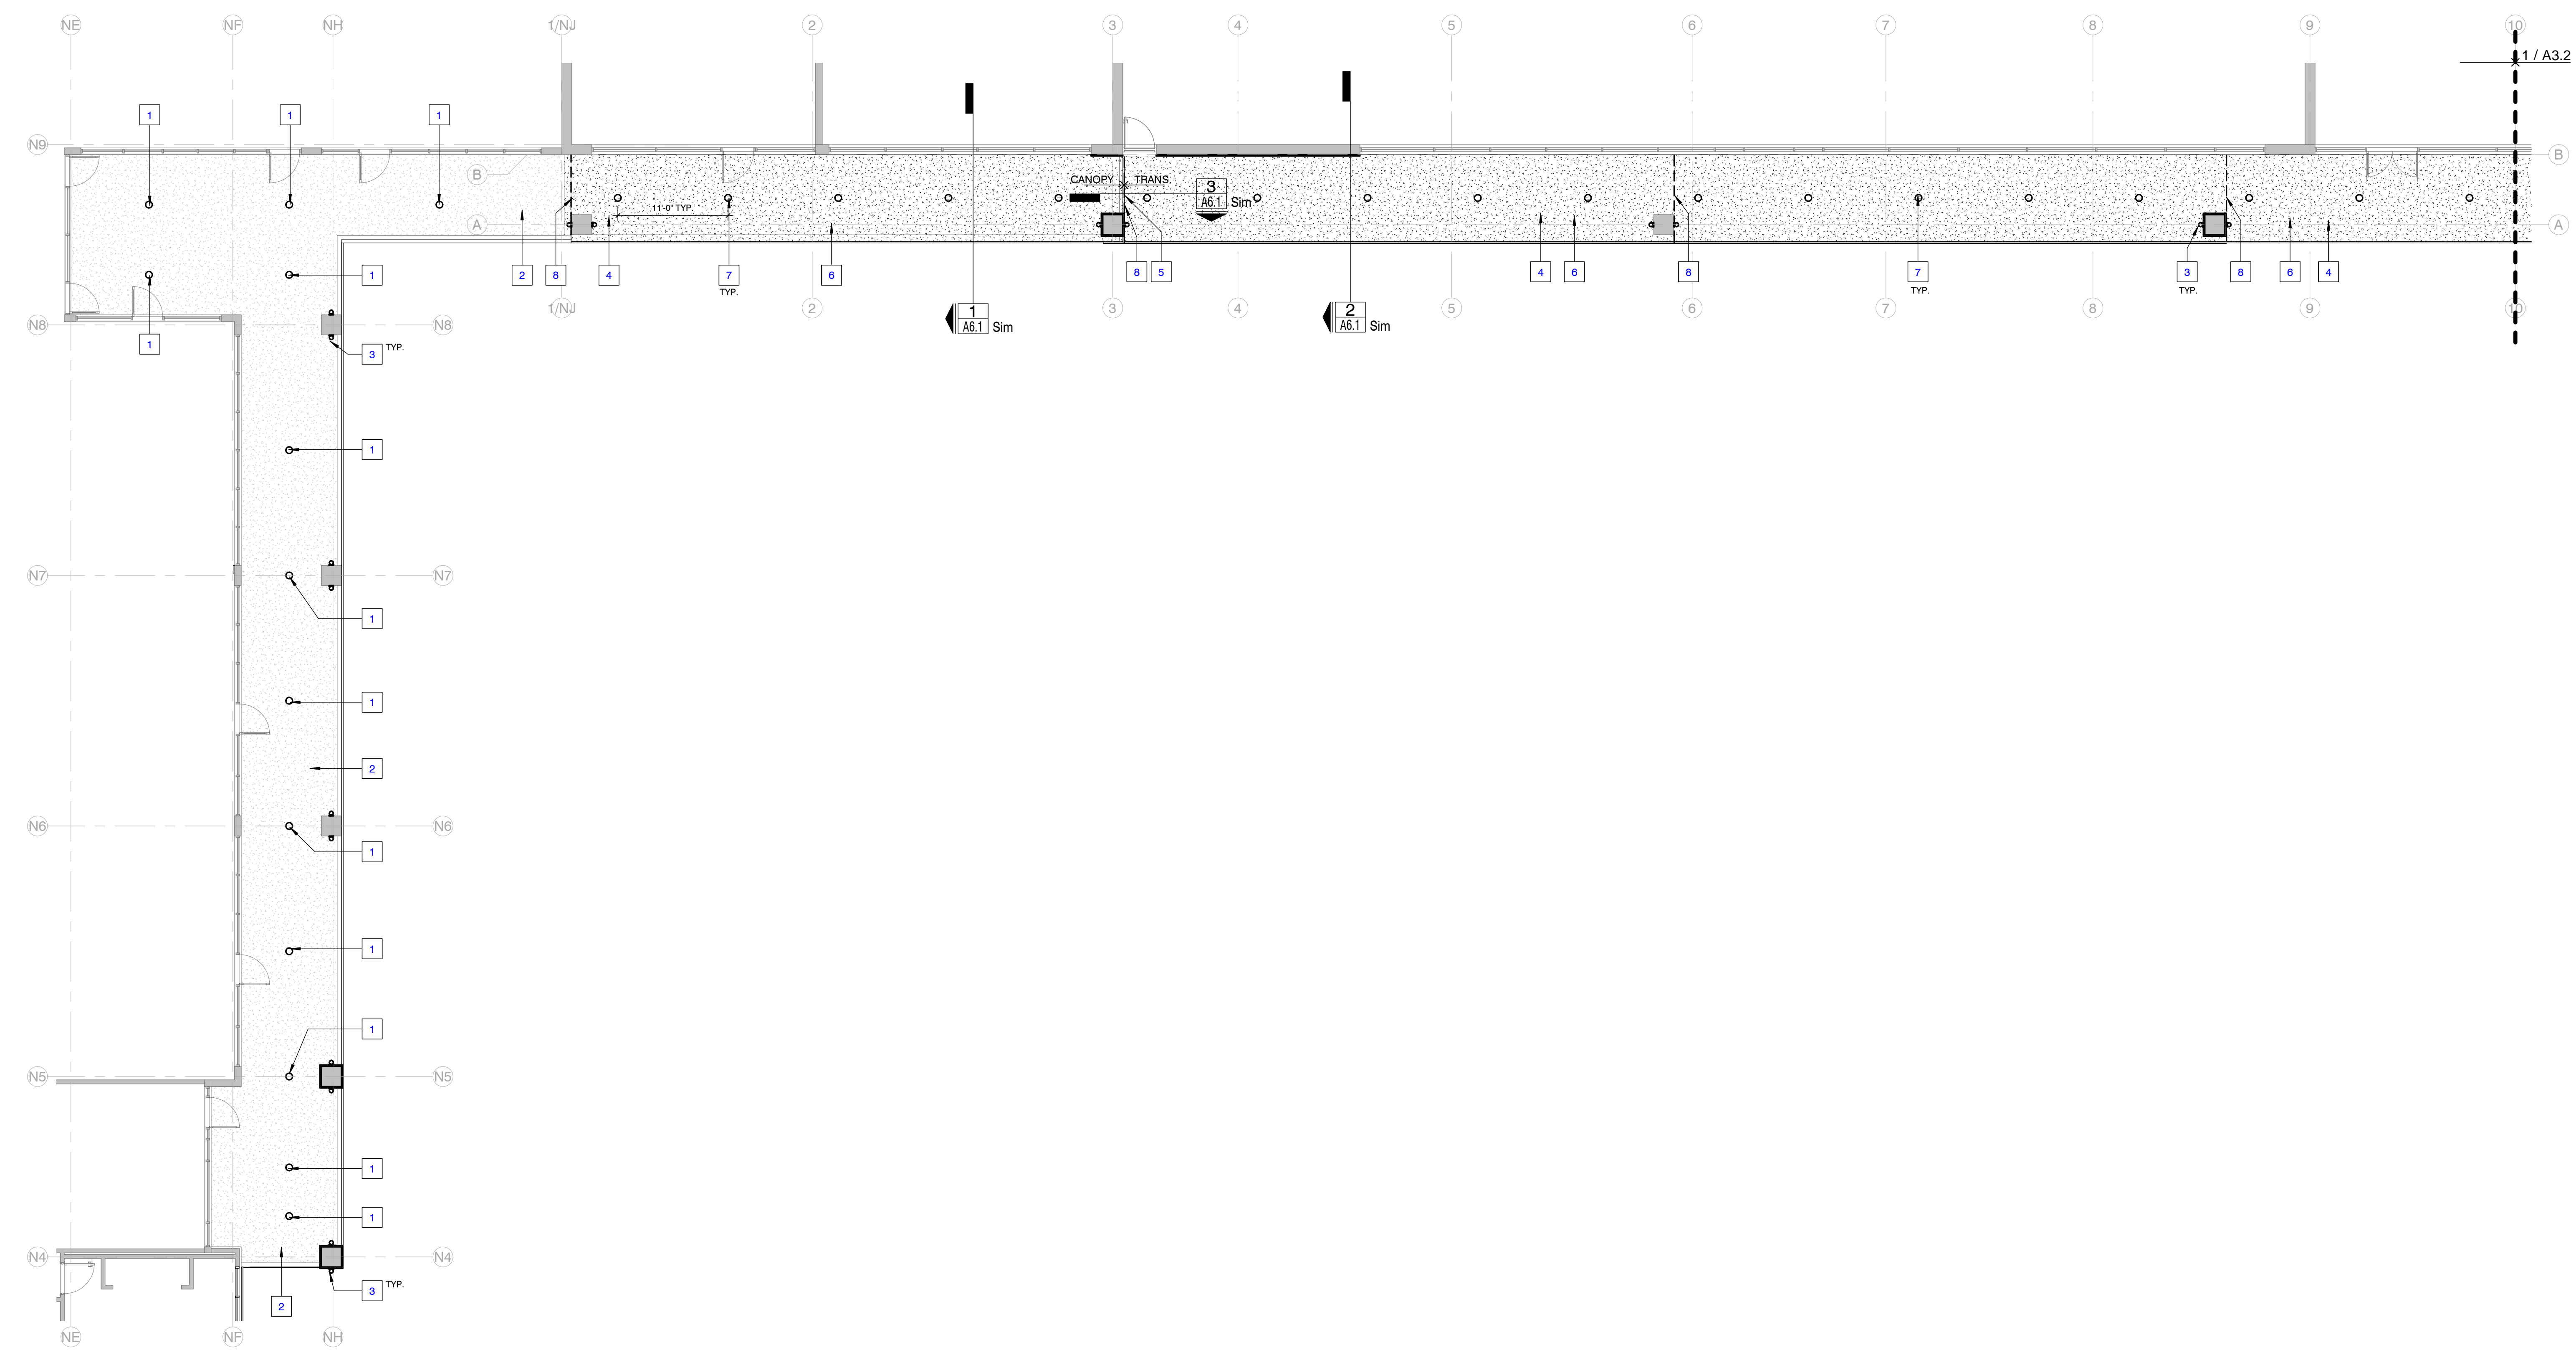 NE NF NH 1/NJ 2 3 4 5 6 7 8 9 10
1 / A3.2
1 1 1
N9 B
B
CANOPY TRANS.
3
A6.1 Sim
11'-0" TYP.
A A
1 2 8 4 7 6 8 5 4 6 8 7 3 8 6 4
TYP. TYP. TYP.
1/NJ 2 3 4 5 6 7 8 9 10
1
A6.1 Sim
2
A6.1 Sim
N8 N8
1
3 TYP.
1
N7 N7
1
1
2
N6 N6
1
1
1
N5 N5
1
1
N4 N4
3 TYP.
2
NE NF NH